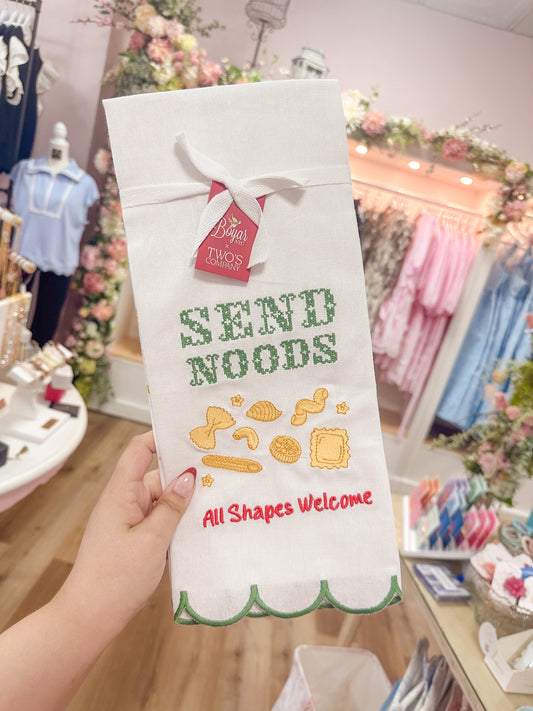 Boyar
×
TWO'S
COMPANY
SEND
NOODS
All Shapes Welcome